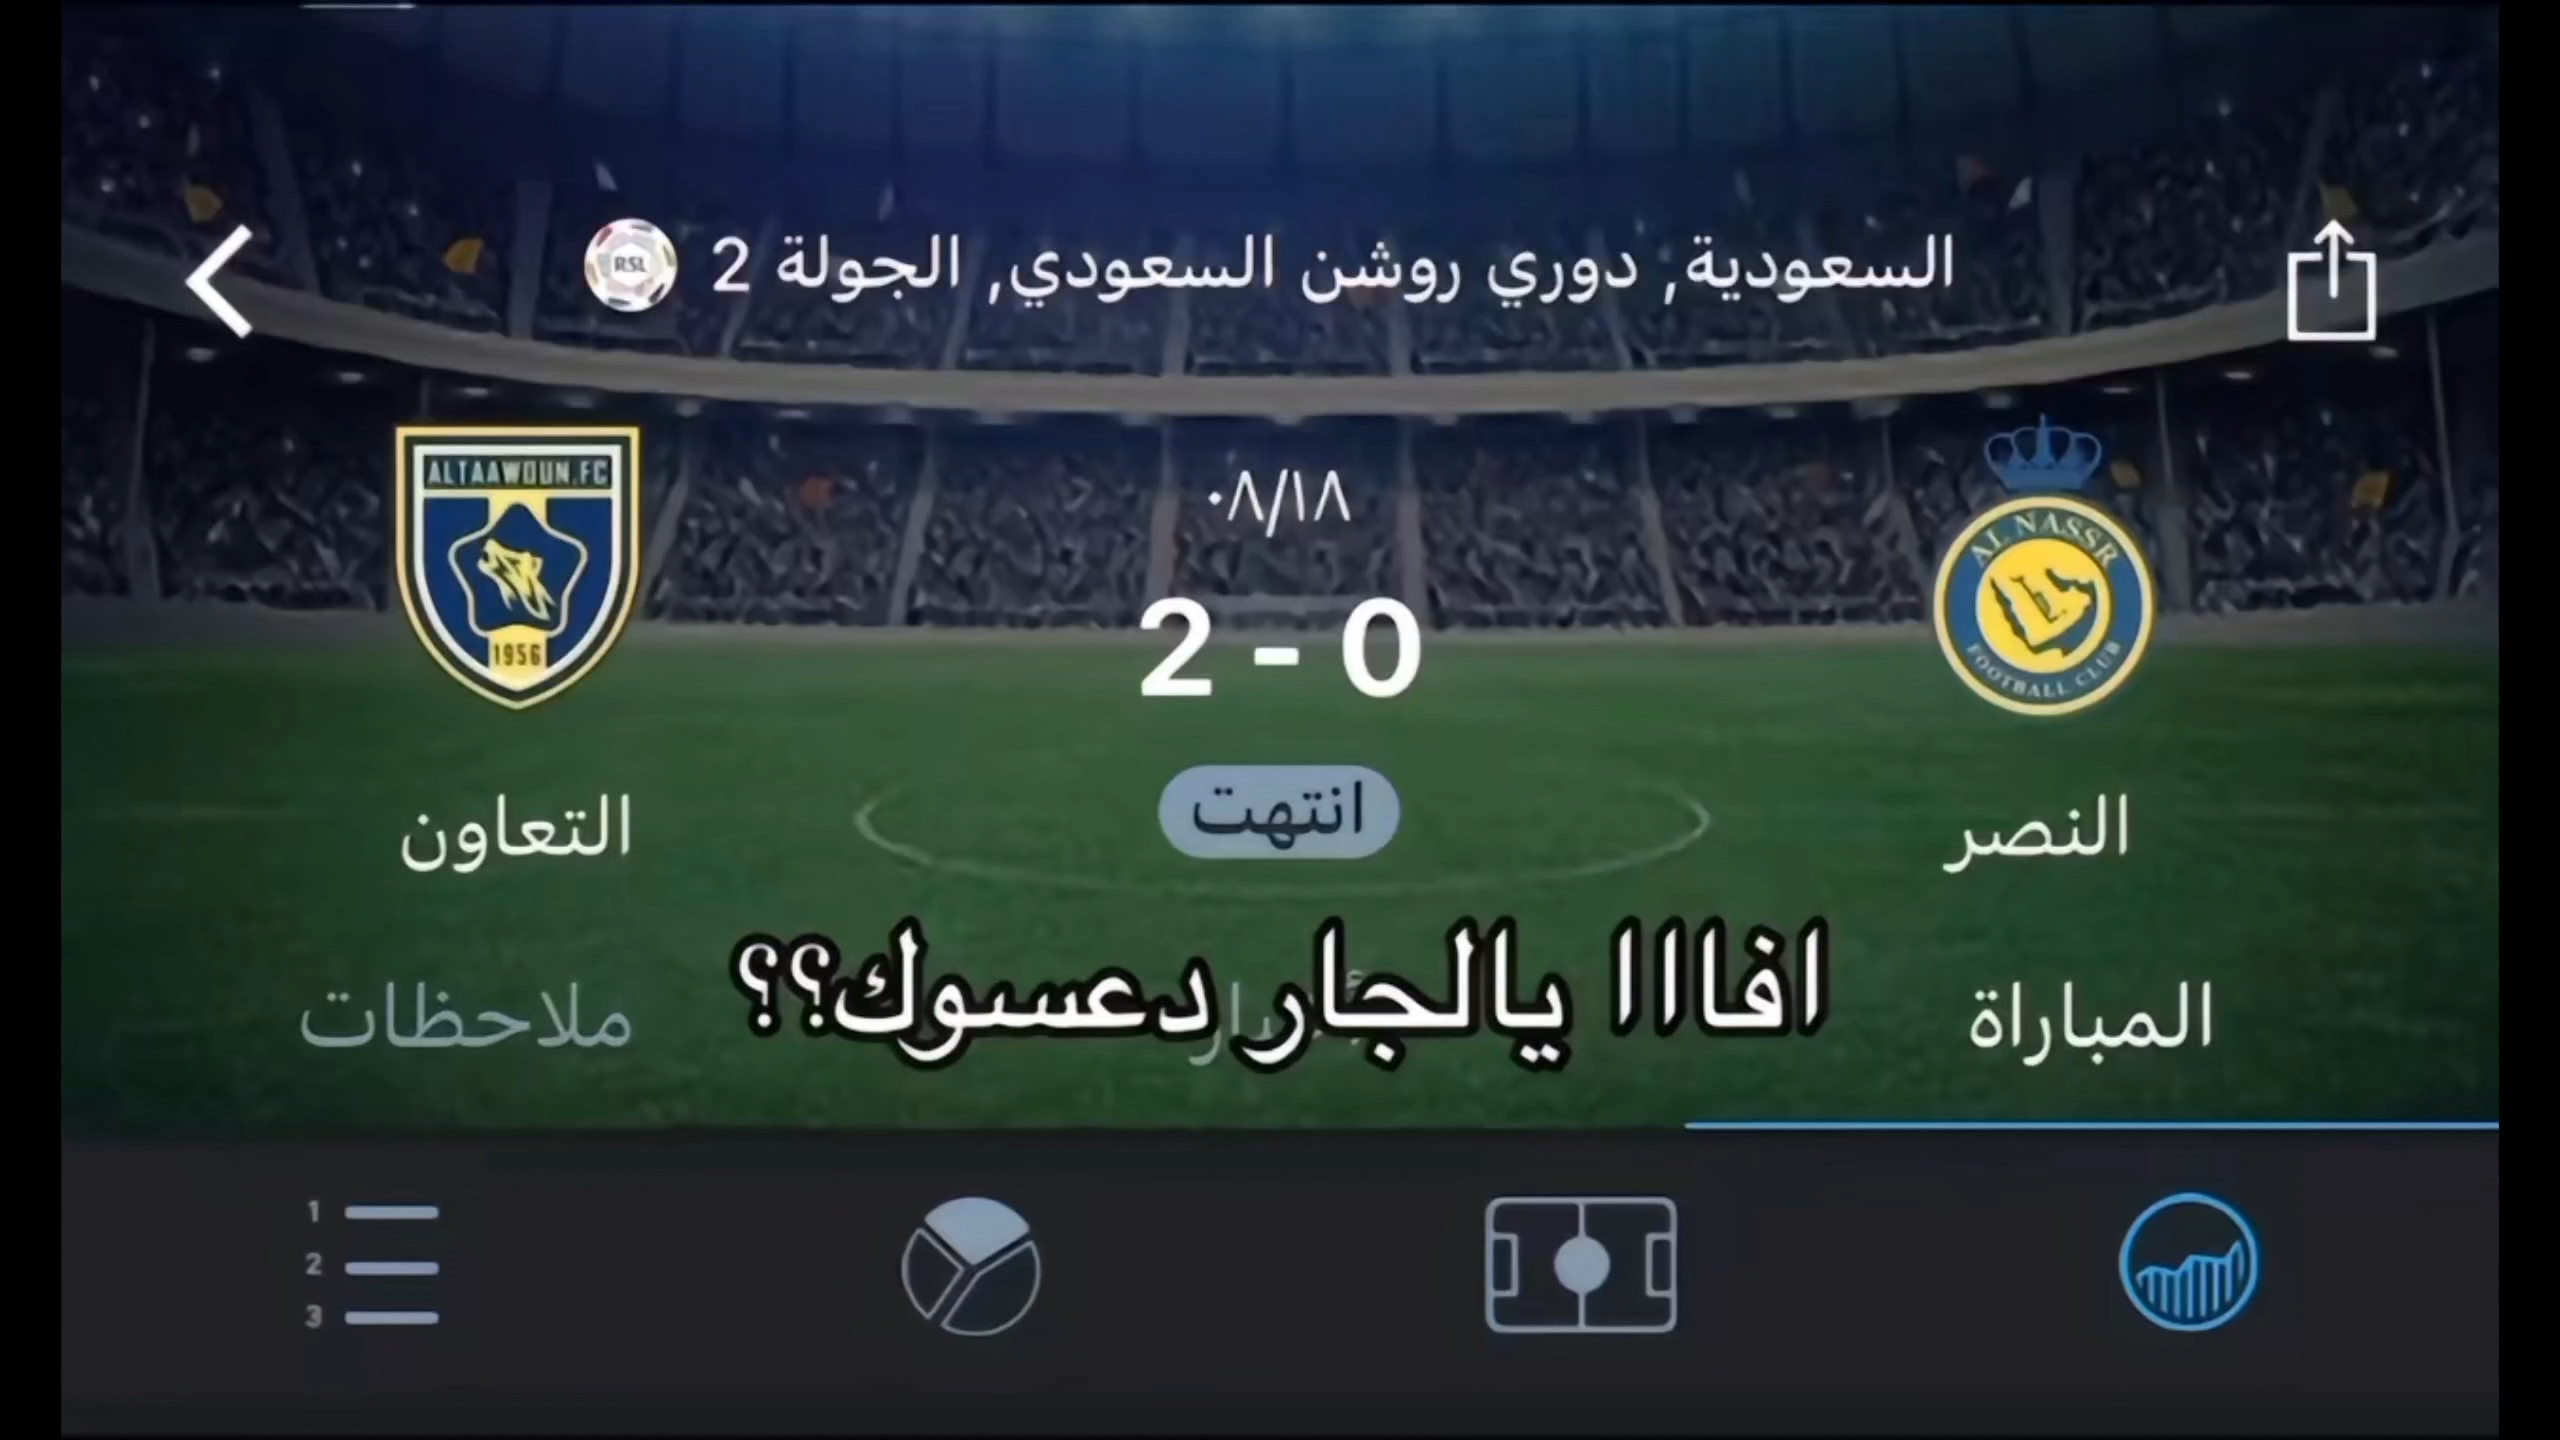 السعودية, دوري روشن السعودي, الجولة 2
RSL
٠٨/١٨
ALTAAWOUN.FC
1956
AL NASSR
FOOTBALL CLUB
2 - 0
انتهت
النصر
التعاون
افااا يالجار دعسوك؟؟
المباراة
ملاحظات
1
2
3